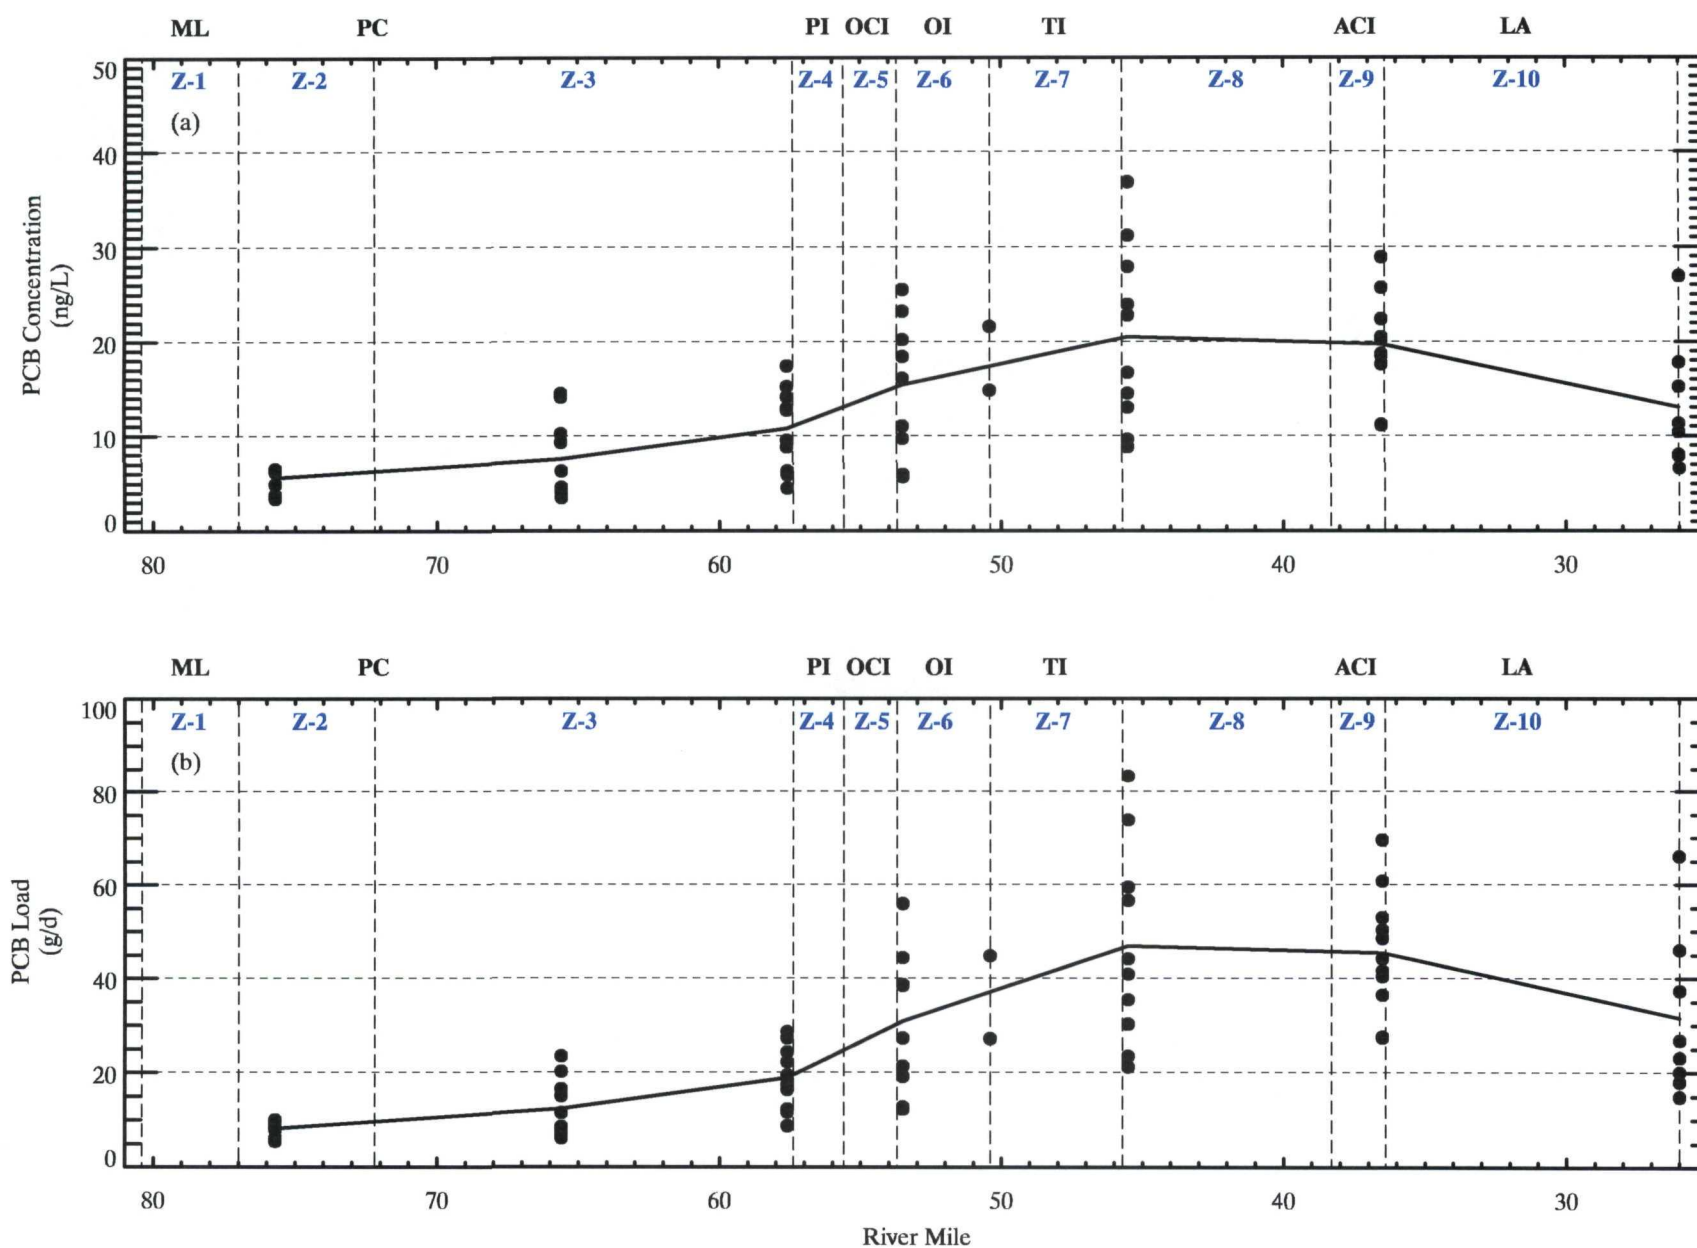 ML PC PI OCI OI TI ACI LA
Z-1 Z-2 Z-3 Z-4 Z-5 Z-6 Z-7 Z-8 Z-9 Z-10
(a)
50
40
30
20
10
0
PCB Concentration
(ng/L)
80 70 60 50 40 30
ML PC PI OCI OI TI ACI LA
Z-1 Z-2 Z-3 Z-4 Z-5 Z-6 Z-7 Z-8 Z-9 Z-10
(b)
100
80
60
40
20
0
PCB Load
(g/d)
80 70 60 50 40 30
River Mile